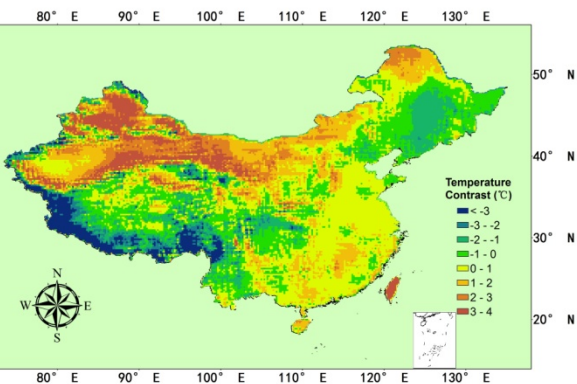 80° E 90° E 100° E 110° E 120° E 130° E
50° N
40° N
Temperature
Contrast (℃)
< -3
-3 - -2
-2 - -1
-1 - 0
0 - 1
1 - 2
2 - 3
3 - 4
30° N
N
W E
S
20° N
80° E 90° E 100° E 110° E 120° E 130° E